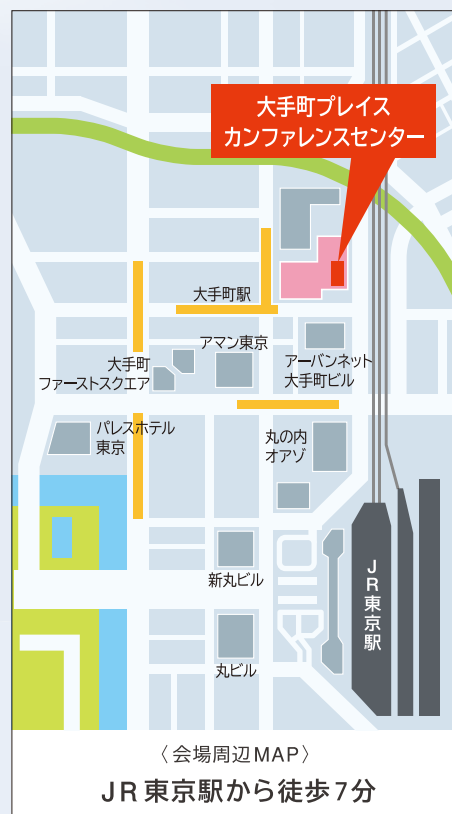 大手町プレイス
カンファレンスセンター
大手町駅
アマン東京
大手町
ファーストスクエア
アーバンネット
大手町ビル
パレスホテル
東京
丸の内
オアゾ
新丸ビル
JR東京駅
丸ビル
〈会場周辺MAP〉
JR東京駅から徒歩7分